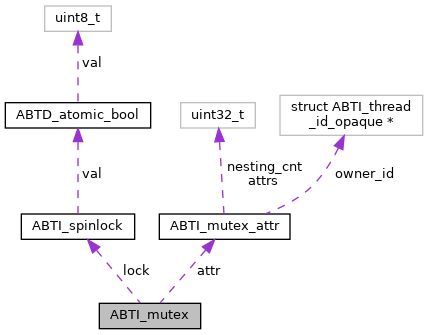 uint8_t
val
ABTD_atomic_bool
uint32_t
struct ABTI_thread
_id_opaque *
val
nesting_cnt
attrs
owner_id
ABTI_spinlock
ABTI_mutex_attr
lock
attr
ABTI_mutex